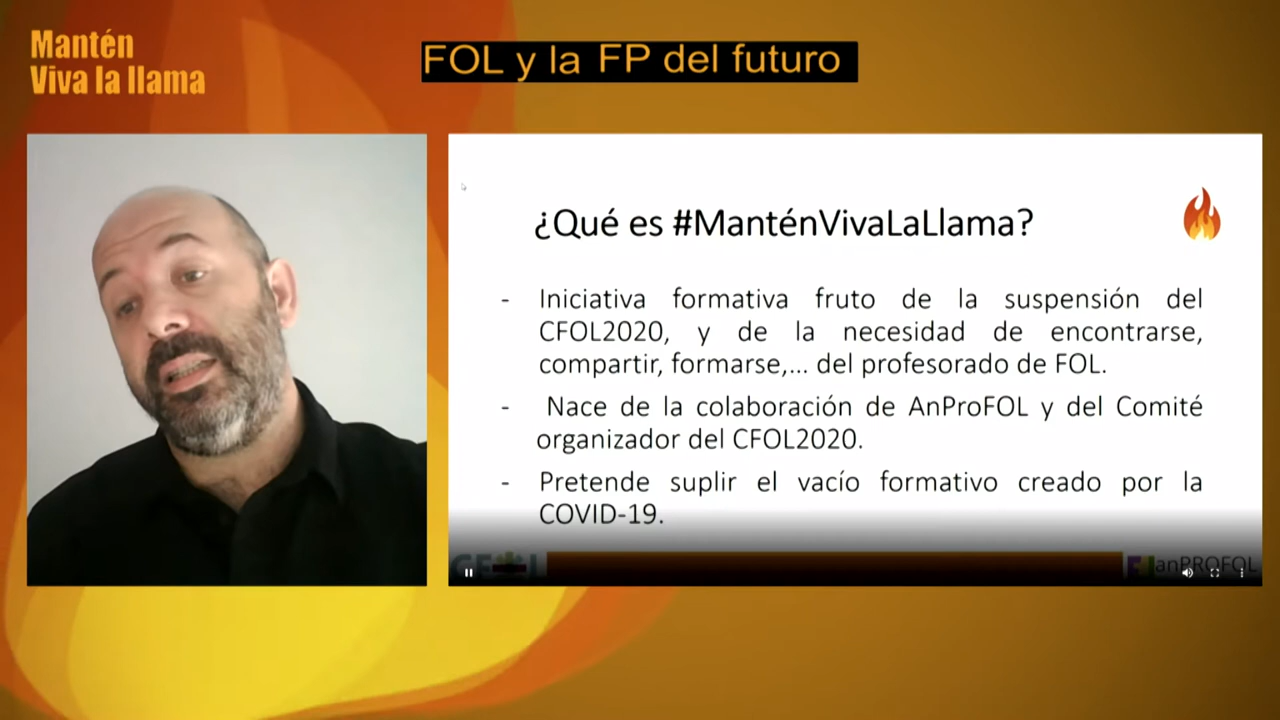 Mantén
Viva la llama
FOL y la FP del futuro
¿Qué es #ManténVivaLaLlama?
- Iniciativa formativa fruto de la suspensión del
CFOL2020, y de la necesidad de encontrarse,
compartir, formarse,... del profesorado de FOL.
- Nace de la colaboración de AnProFOL y del Comité
organizador del CFOL2020.
- Pretende suplir el vacío formativo creado por la
COVID-19.
anPROFOL